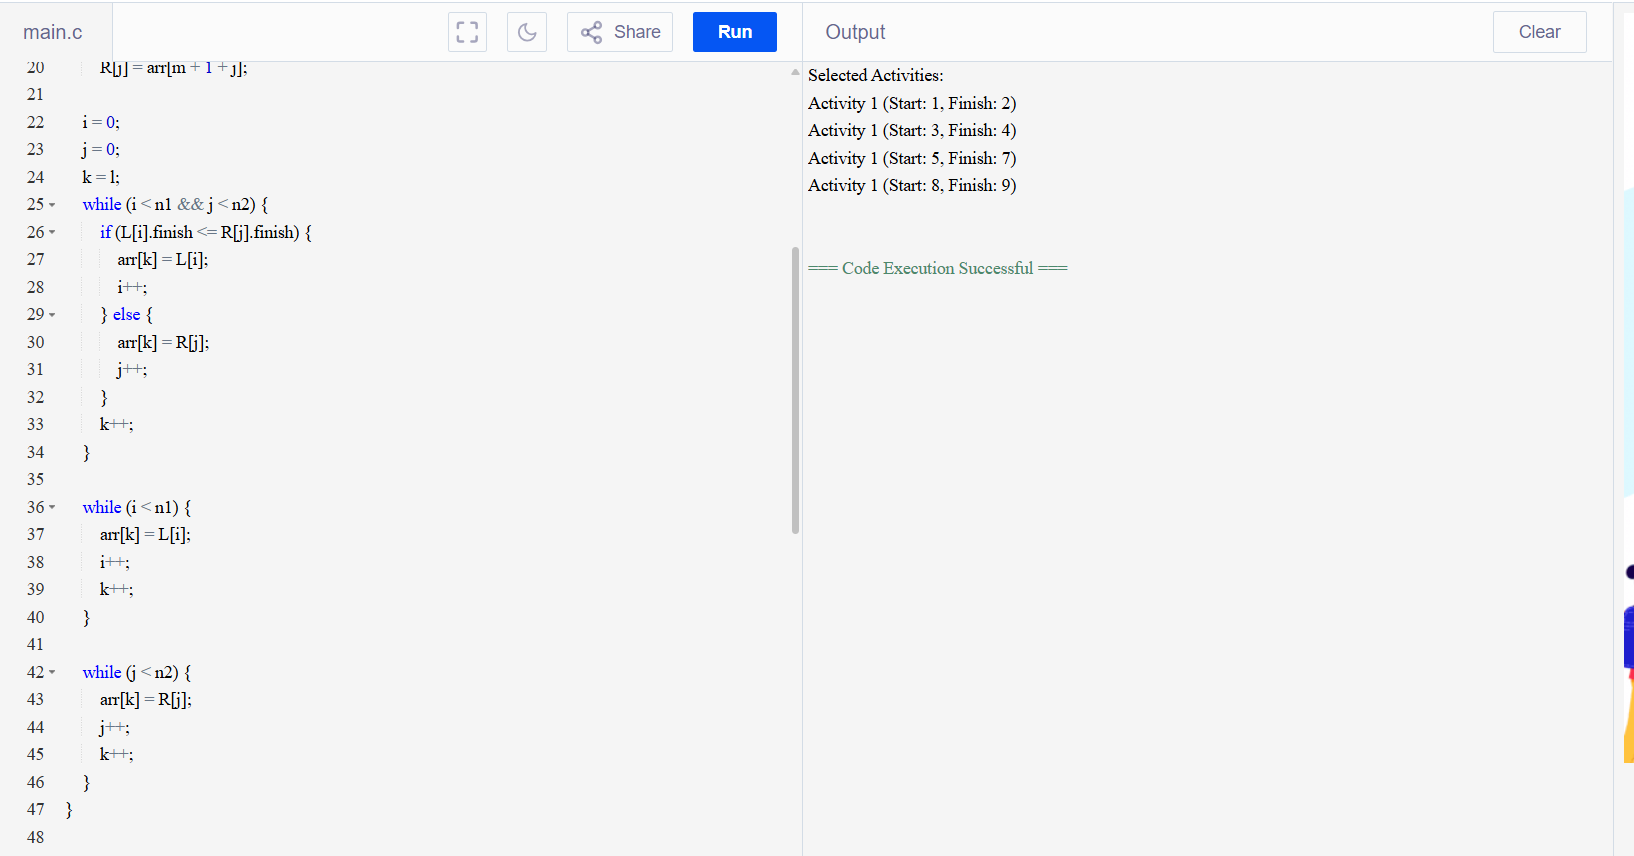 main.c
Share
Run
Output
Clear
20 R[j] = arr[m + 1 + j];
21
22 i = 0;
23 j = 0;
24 k = l;
25 while (i < n1 && j < n2) {
26 if (L[i].finish <= R[j].finish) {
27 arr[k] = L[i];
28 i++;
29 } else {
30 arr[k] = R[j];
31 j++;
32 }
33 k++;
34 }
35
36 while (i < n1) {
37 arr[k] = L[i];
38 i++;
39 k++;
40 }
41
42 while (j < n2) {
43 arr[k] = R[j];
44 j++;
45 k++;
46 }
47 }
48
Selected Activities:
Activity 1 (Start: 1, Finish: 2)
Activity 1 (Start: 3, Finish: 4)
Activity 1 (Start: 5, Finish: 7)
Activity 1 (Start: 8, Finish: 9)
=== Code Execution Successful ===